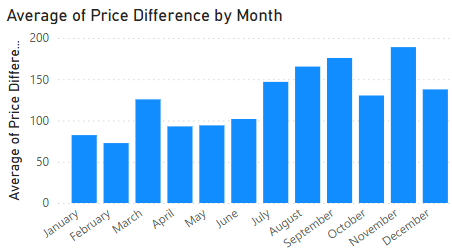 Average of Price Difference by Month
Average of Price Differe...
200
150
100
50
0
January
February
March
April
May
June
July
August
September
October
November
December